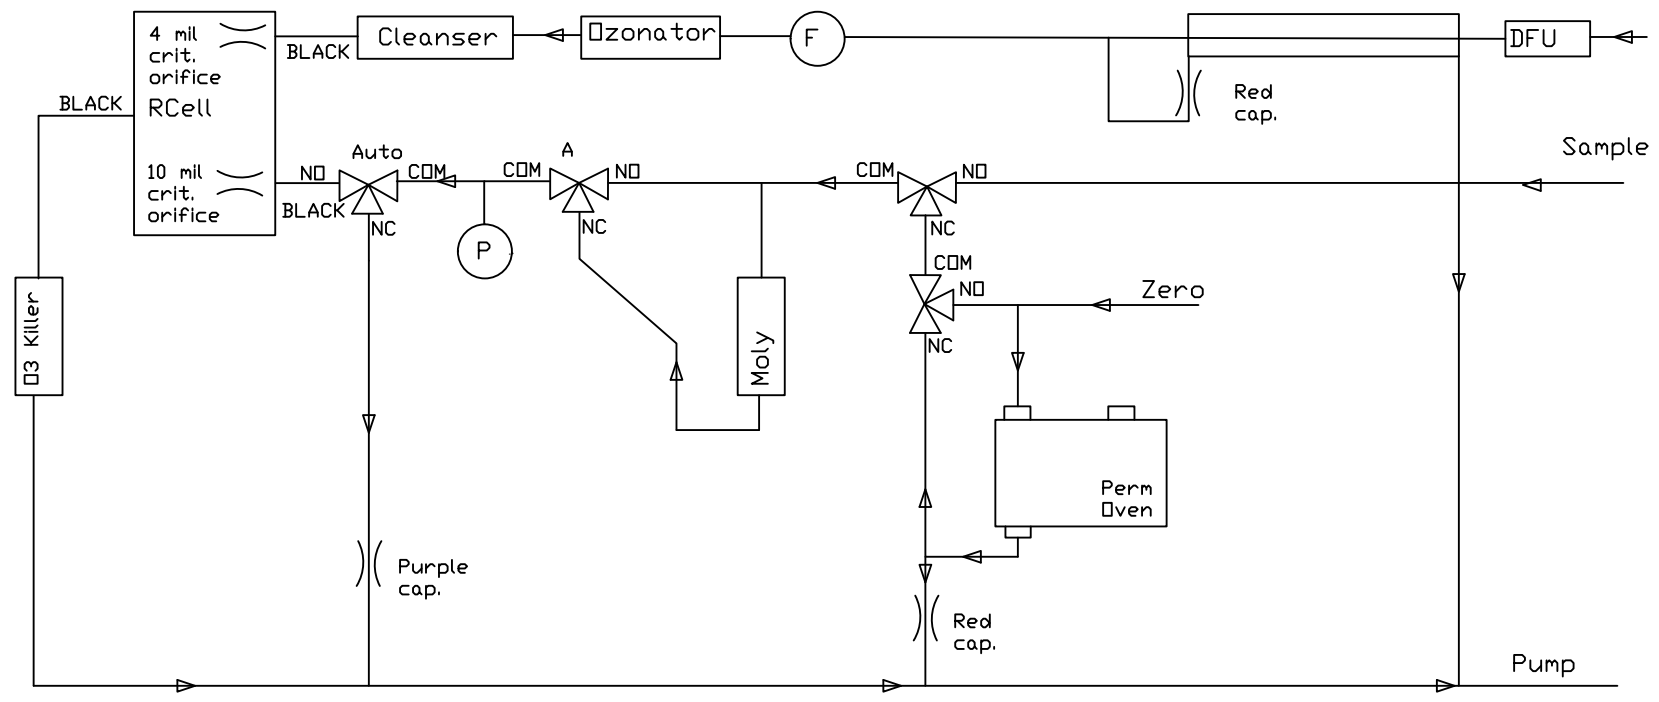 4 mil
crit.
orifice
RCell
10 mil
crit.
orifice
BLACK
BLACK
BLACK
Cleanser
Ozonator
F
DFU
Red
cap.
Sample
Auto
NO
COM
NC
P
A
COM
NO
NC
COM
NO
NC
COM
NO
NC
Zero
O3 Killer
Moly
Perm
Oven
Purple
cap.
Red
cap.
Pump